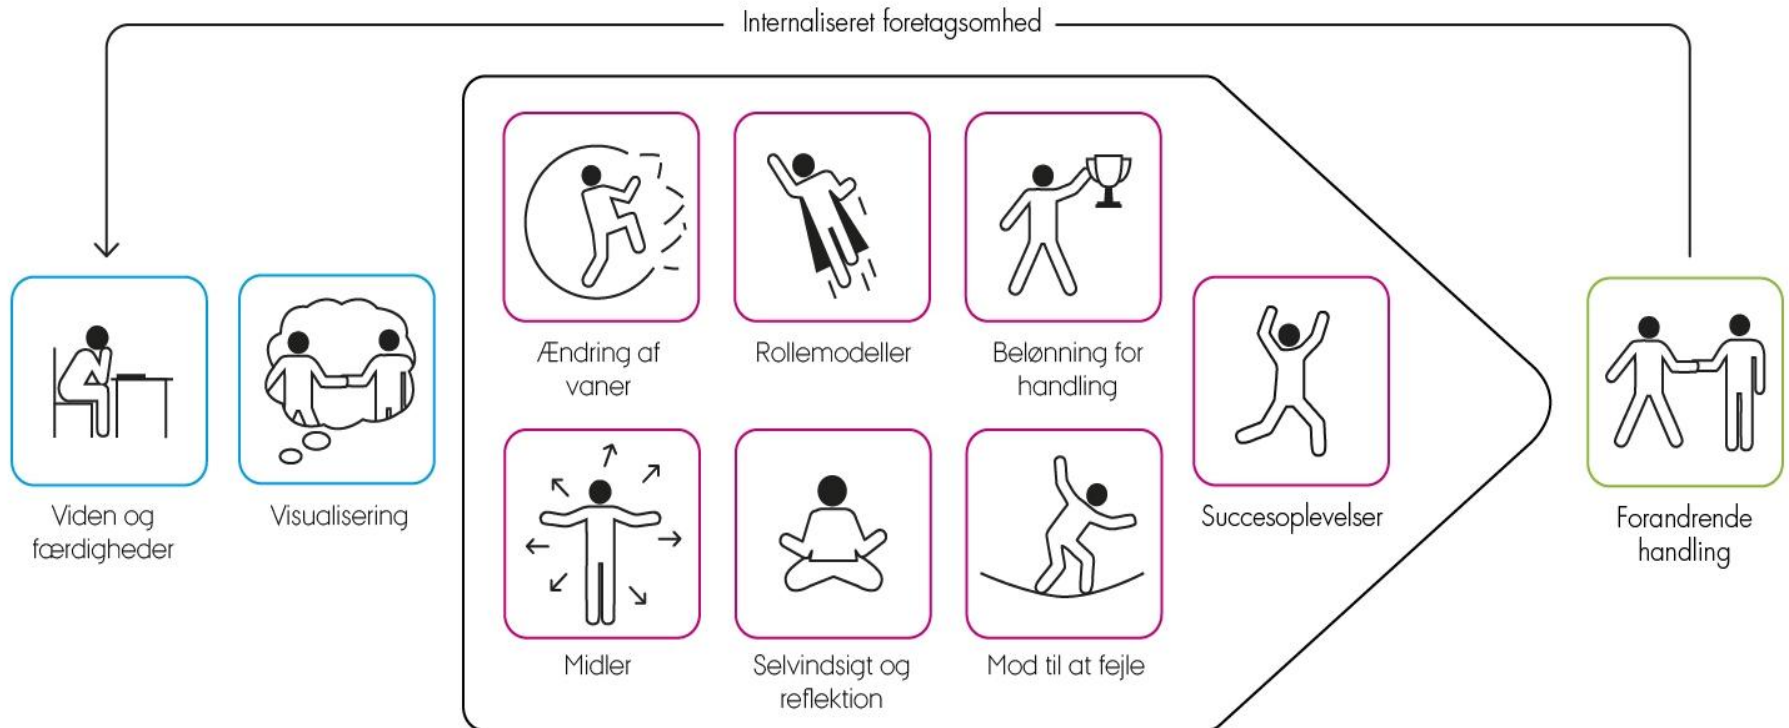 Internaliseret foretagsomhed
Viden og
færdigheder
Visualisering
Ændring af
vaner
Rollemodeller
Belønning for
handling
Midler
Selvindsigt og
reflektion
Mod til at fejle
Succesoplevelser
Forandrende
handling